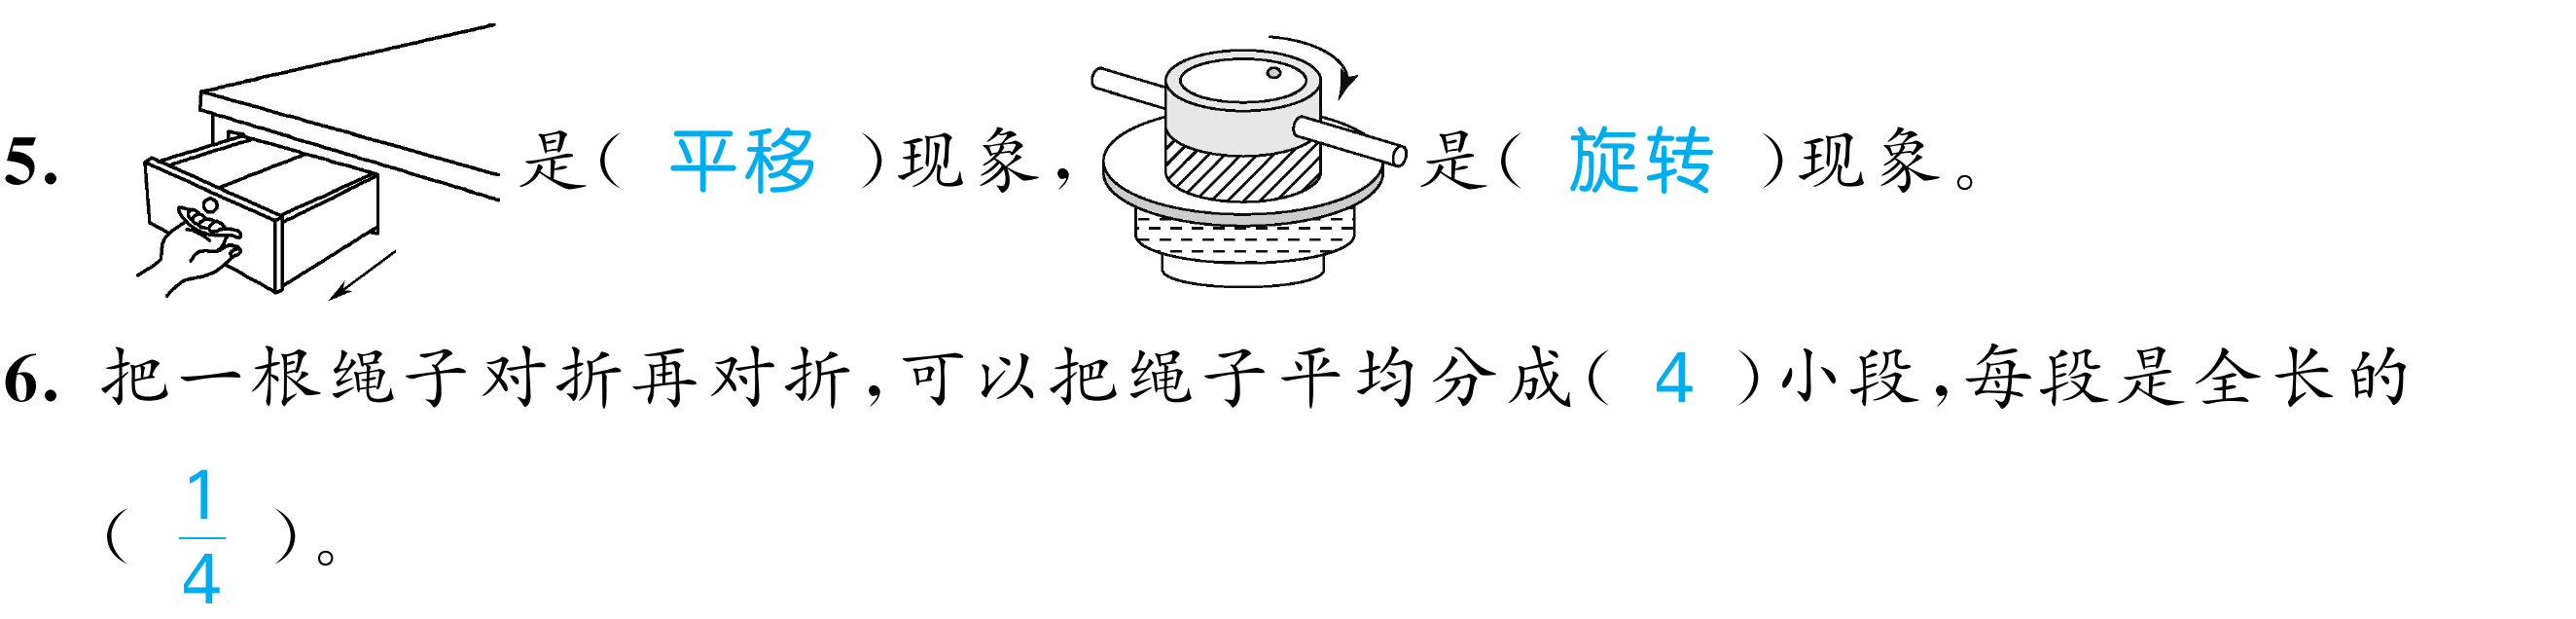 5. 是( 平移 )现象, 是( 旋转 )现象。
6. 把一根绳子对折再对折,可以把绳子平均分成( 4 )小段,每段是全长的
( 1/4 )。